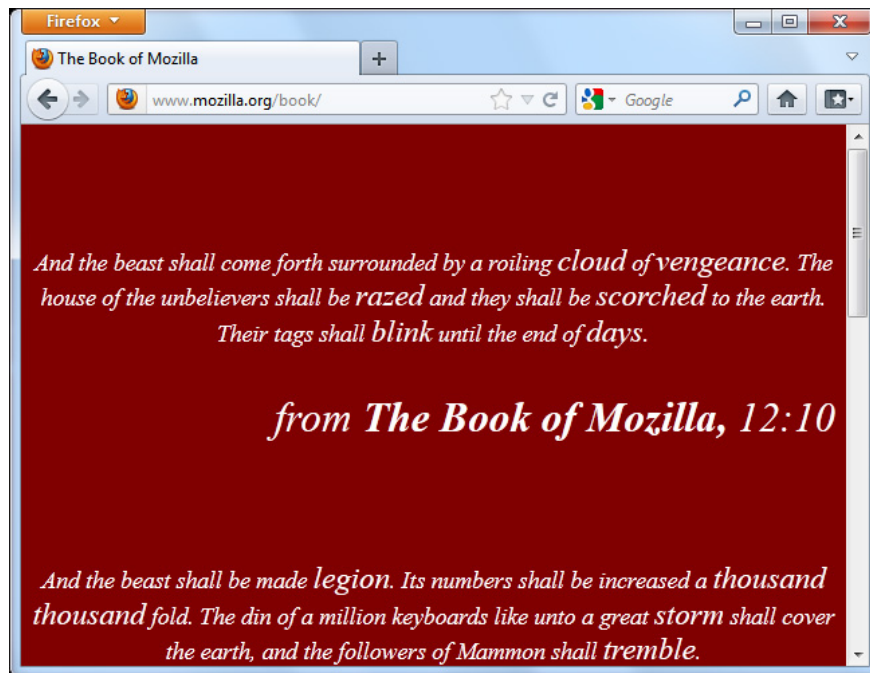 Firefox
The Book of Mozilla
www.mozilla.org/book/
Google
And the beast shall come forth surrounded by a roiling cloud of vengeance. The
house of the unbelievers shall be razed and they shall be scorched to the earth.
Their tags shall blink until the end of days.
from The Book of Mozilla, 12:10
And the beast shall be made legion. Its numbers shall be increased a thousand
thousand fold. The din of a million keyboards like unto a great storm shall cover
the earth, and the followers of Mammon shall tremble.